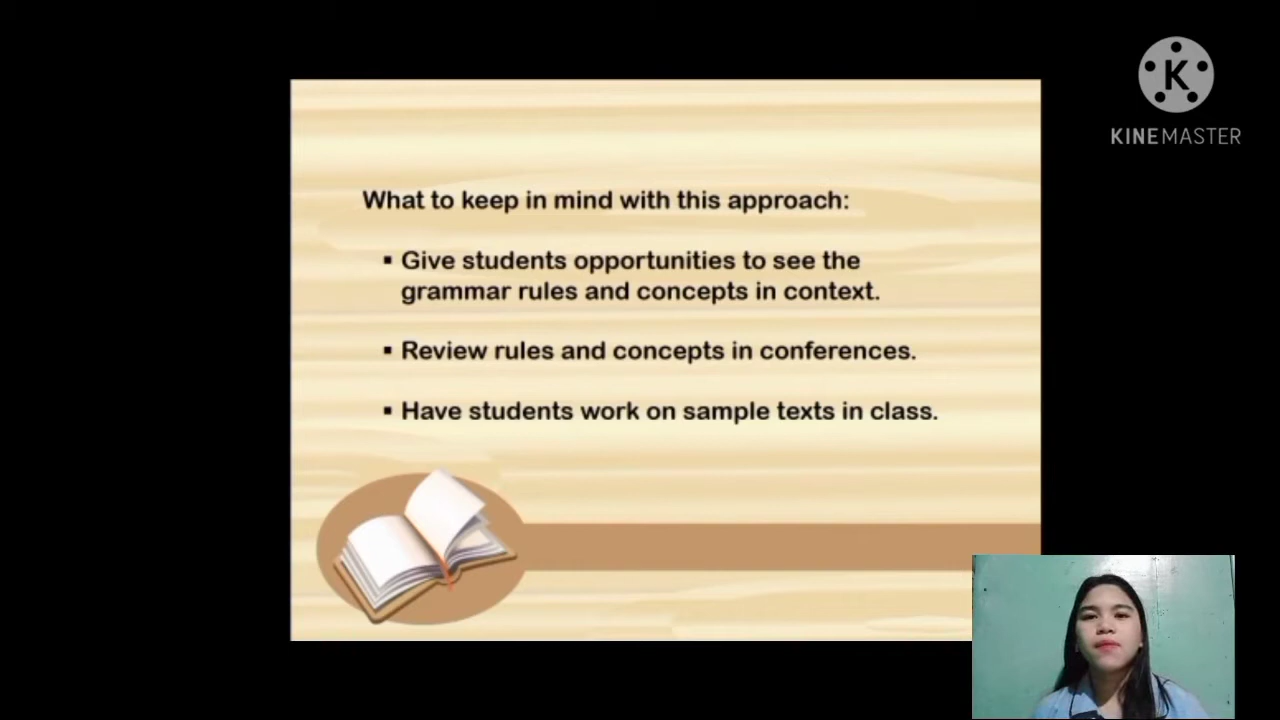 K
KINEMASTER
What to keep in mind with this approach:
▪ Give students opportunities to see the
grammar rules and concepts in context.
▪ Review rules and concepts in conferences.
▪ Have students work on sample texts in class.